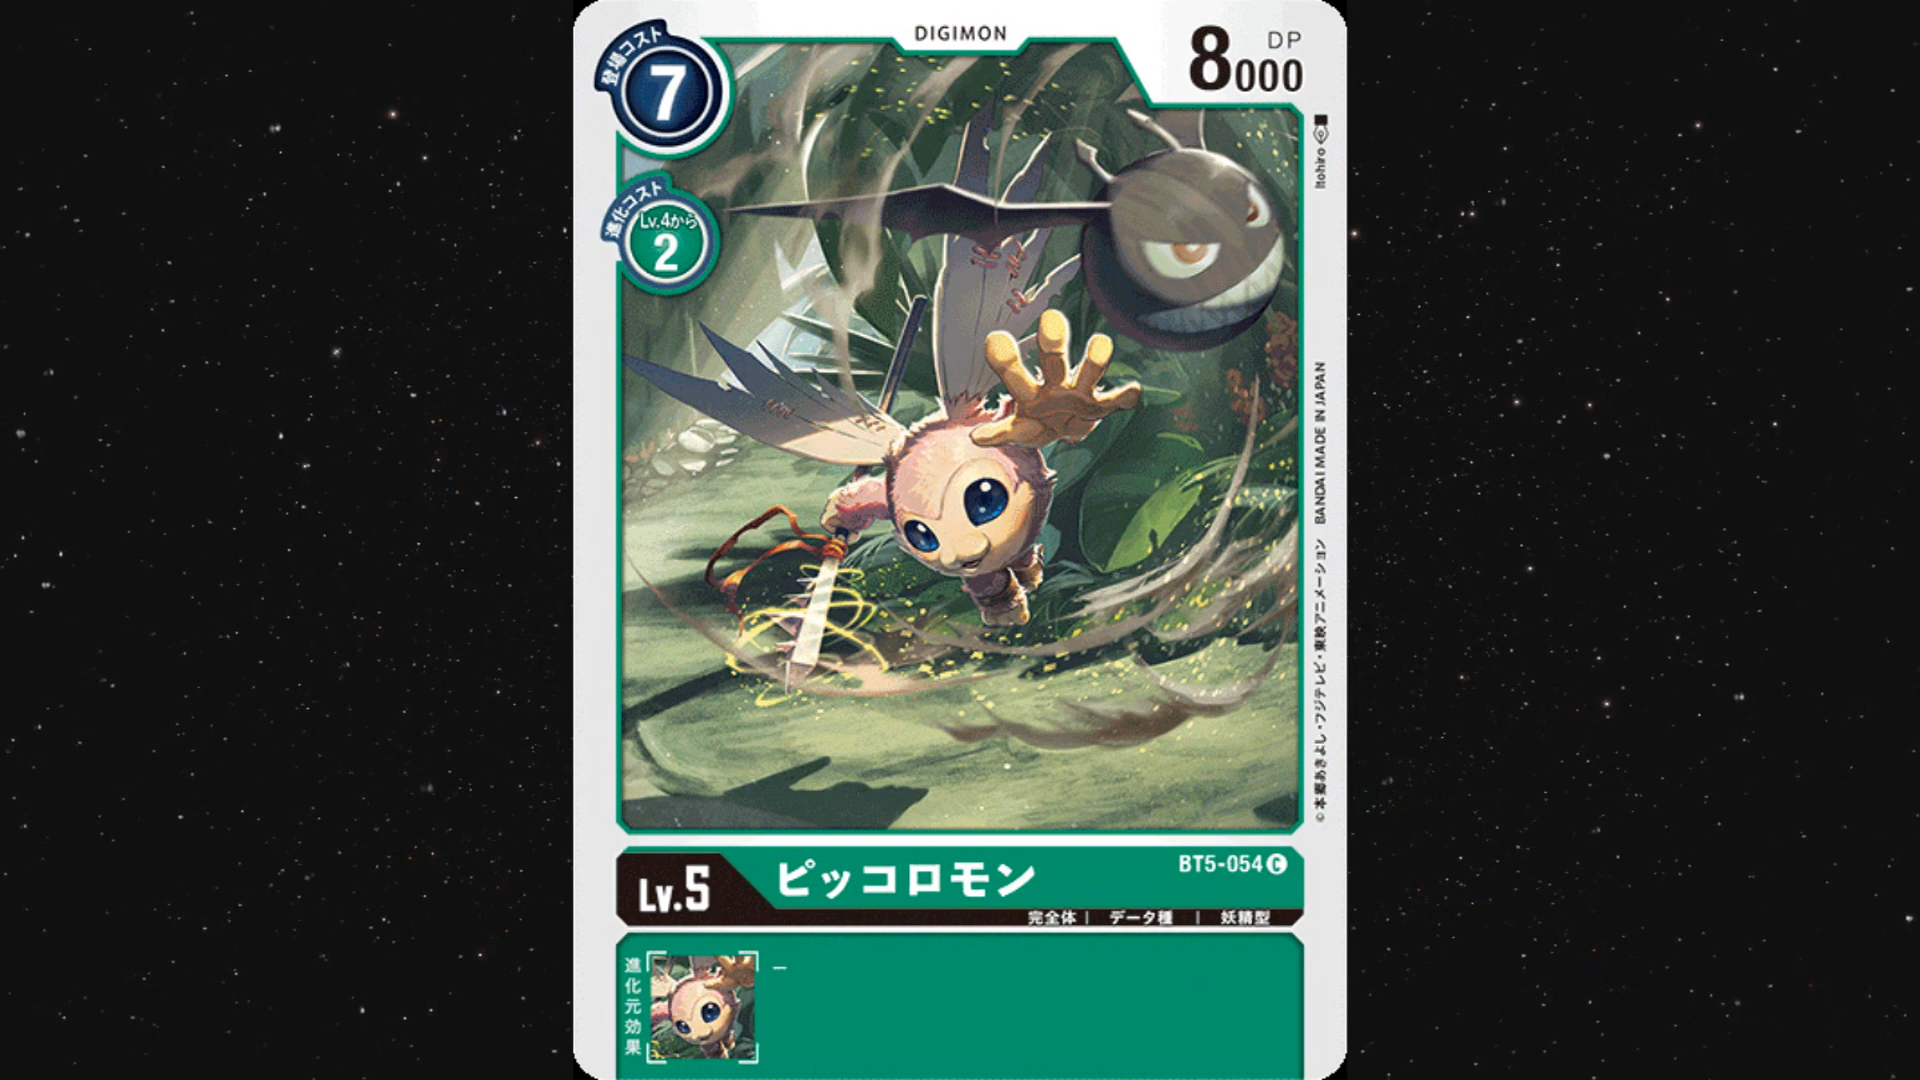 登場コスト
7
DIGIMON
DP
8000
進化コスト
Lv.4から
2
Itohiro
©本郷あきよし・フジテレビ・東映アニメーション BANDAI MADE IN JAPAN
Lv.5
ピッコロモン
BT5-054 C
完全体 | データ種 | 妖精型
進化元効果
–